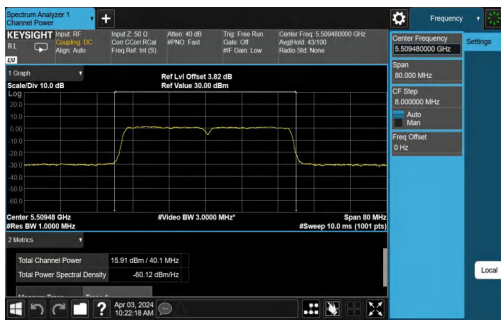 Spectrum Analyzer 1
Channel Power
+
Frequency
KEYSIGHT
Input: RF
Coupling: DC
Align: Auto
Input Z: 50 Ω
Corr CCorr RCal
Freq Ref: Int (S)
Atten: 40 dB
#PNO: Fast
Trig: Free Run
Gate: Off
#IF Gain: Low
Center Freq: 5.509480000 GHz
Avg|Hold: 43/100
Radio Std: None
RL
LXI
Center Frequency
5.509480000 GHz
Settings
Span
80.000 MHz
CF Step
8.000000 MHz
Auto
Man
Freq Offset
0 Hz
Local
1 Graph
Scale/Div 10.0 dB
Ref Lvl Offset 3.82 dB
Ref Value 30.00 dBm
Log
20.0
10.0
0.00
-10.0
-20.0
-30.0
-40.0
-50.0
-60.0
Center 5.50948 GHz
#Video BW 3.0000 MHz*
Span 80 MHz
#Res BW 1.0000 MHz
#Sweep 10.0 ms (1001 pts)
2 Metrics
Total Channel Power 15.91 dBm / 40.1 MHz
Total Power Spectral Density -60.12 dBm/Hz
?
Apr 03, 2024
10:22:18 AM